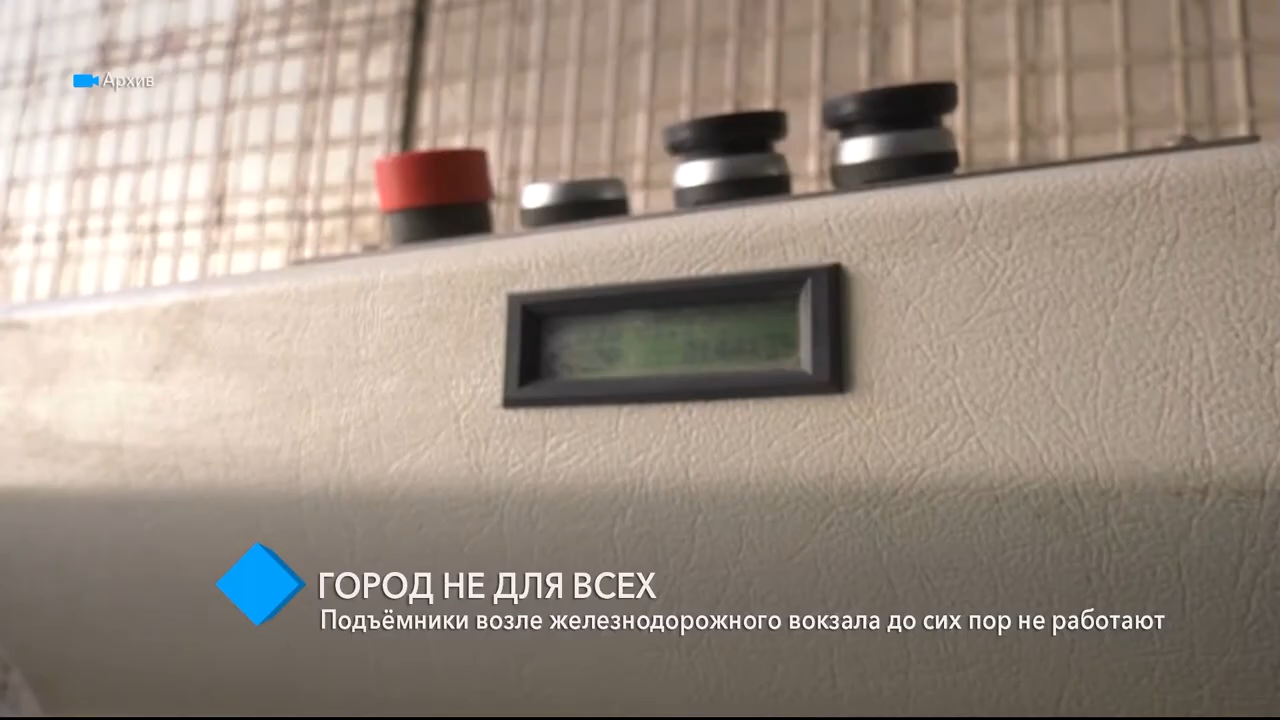 Архив
ГОРОД НЕ ДЛЯ ВСЕХ
Подъёмники возле железнодорожного вокзала до сих пор не работают